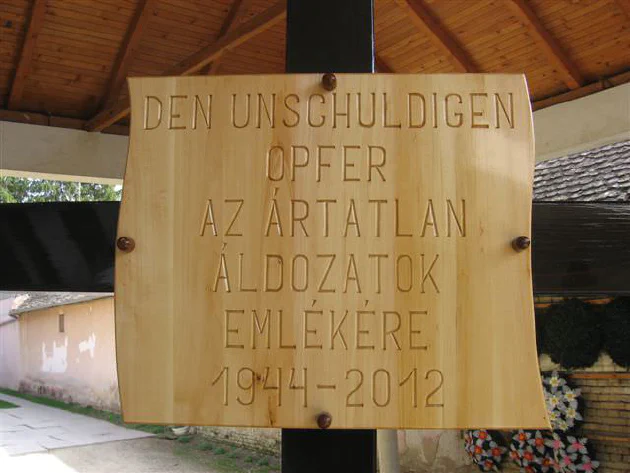 DEN UNSCHULDIGEN
OPFER
AZ ÁRTATLAN
ÁLDOZATOK
EMLÉKÉRE
1944-2012